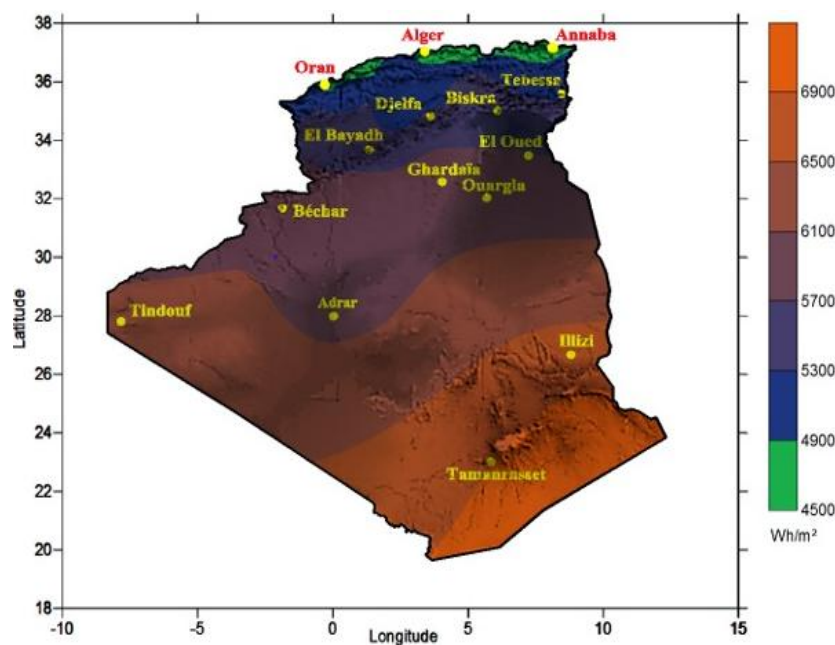 38
36
34
32
30
28
26
24
22
20
18
Latitude
-10
-5
0
5
10
15
Longitude
Alger
Annaba
Oran
Tebessa
Biskra
Djelfa
El Bayadh
El Oued
Ghardaïa
Ouargla
Béchar
Tindouf
Adrar
Illizi
Tamanrasset
6900
6500
6100
5700
5300
4900
4500
Wh/m²